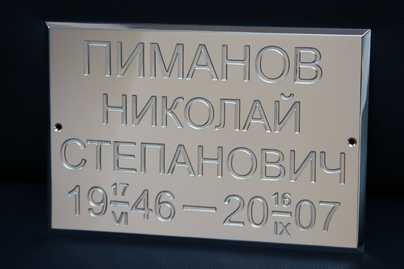 ПИМАНОВ
НИКОЛАЙ
СТЕПАНОВИЧ
19 17/VI 46 — 20 16/IX 07